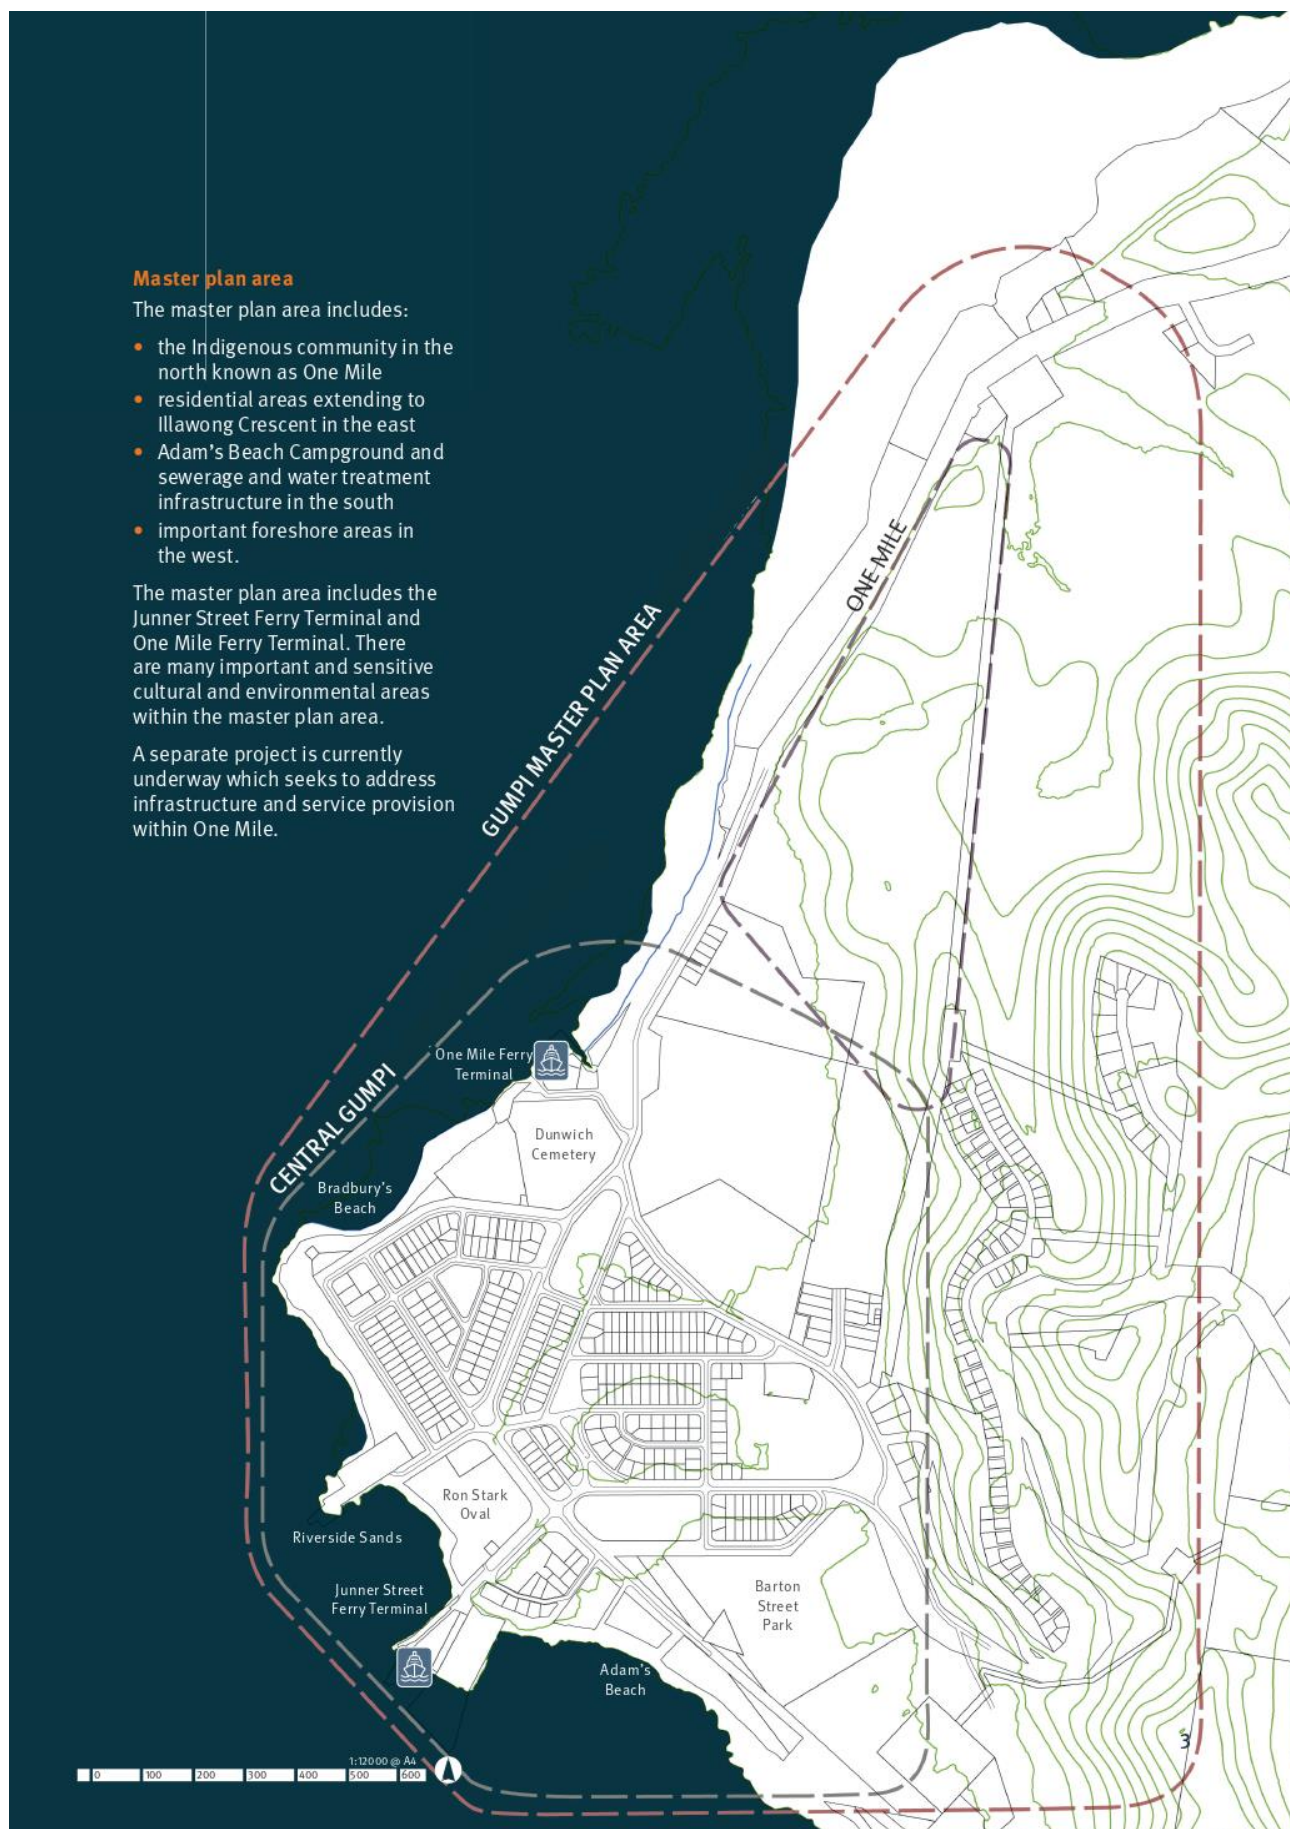 Master plan area
The master plan area includes:
• the Indigenous community in the
north known as One Mile
• residential areas extending to
Illawong Crescent in the east
• Adam's Beach Campground and
sewerage and water treatment
infrastructure in the south
• important foreshore areas in
the west.
The master plan area includes the
Junner Street Ferry Terminal and
One Mile Ferry Terminal. There
are many important and sensitive
cultural and environmental areas
within the master plan area.
A separate project is currently
underway which seeks to address
infrastructure and service provision
within One Mile.
ONE MILE
GUMPI MASTER PLAN AREA
CENTRAL GUMPI
One Mile Ferry
Terminal
Dunwich
Cemetery
Bradbury's
Beach
Ron Stark
Oval
Riverside Sands
Junner Street
Ferry Terminal
Barton
Street
Park
Adam's
Beach
1:12000 @ A4
0 100 200 300 400 500 600
3